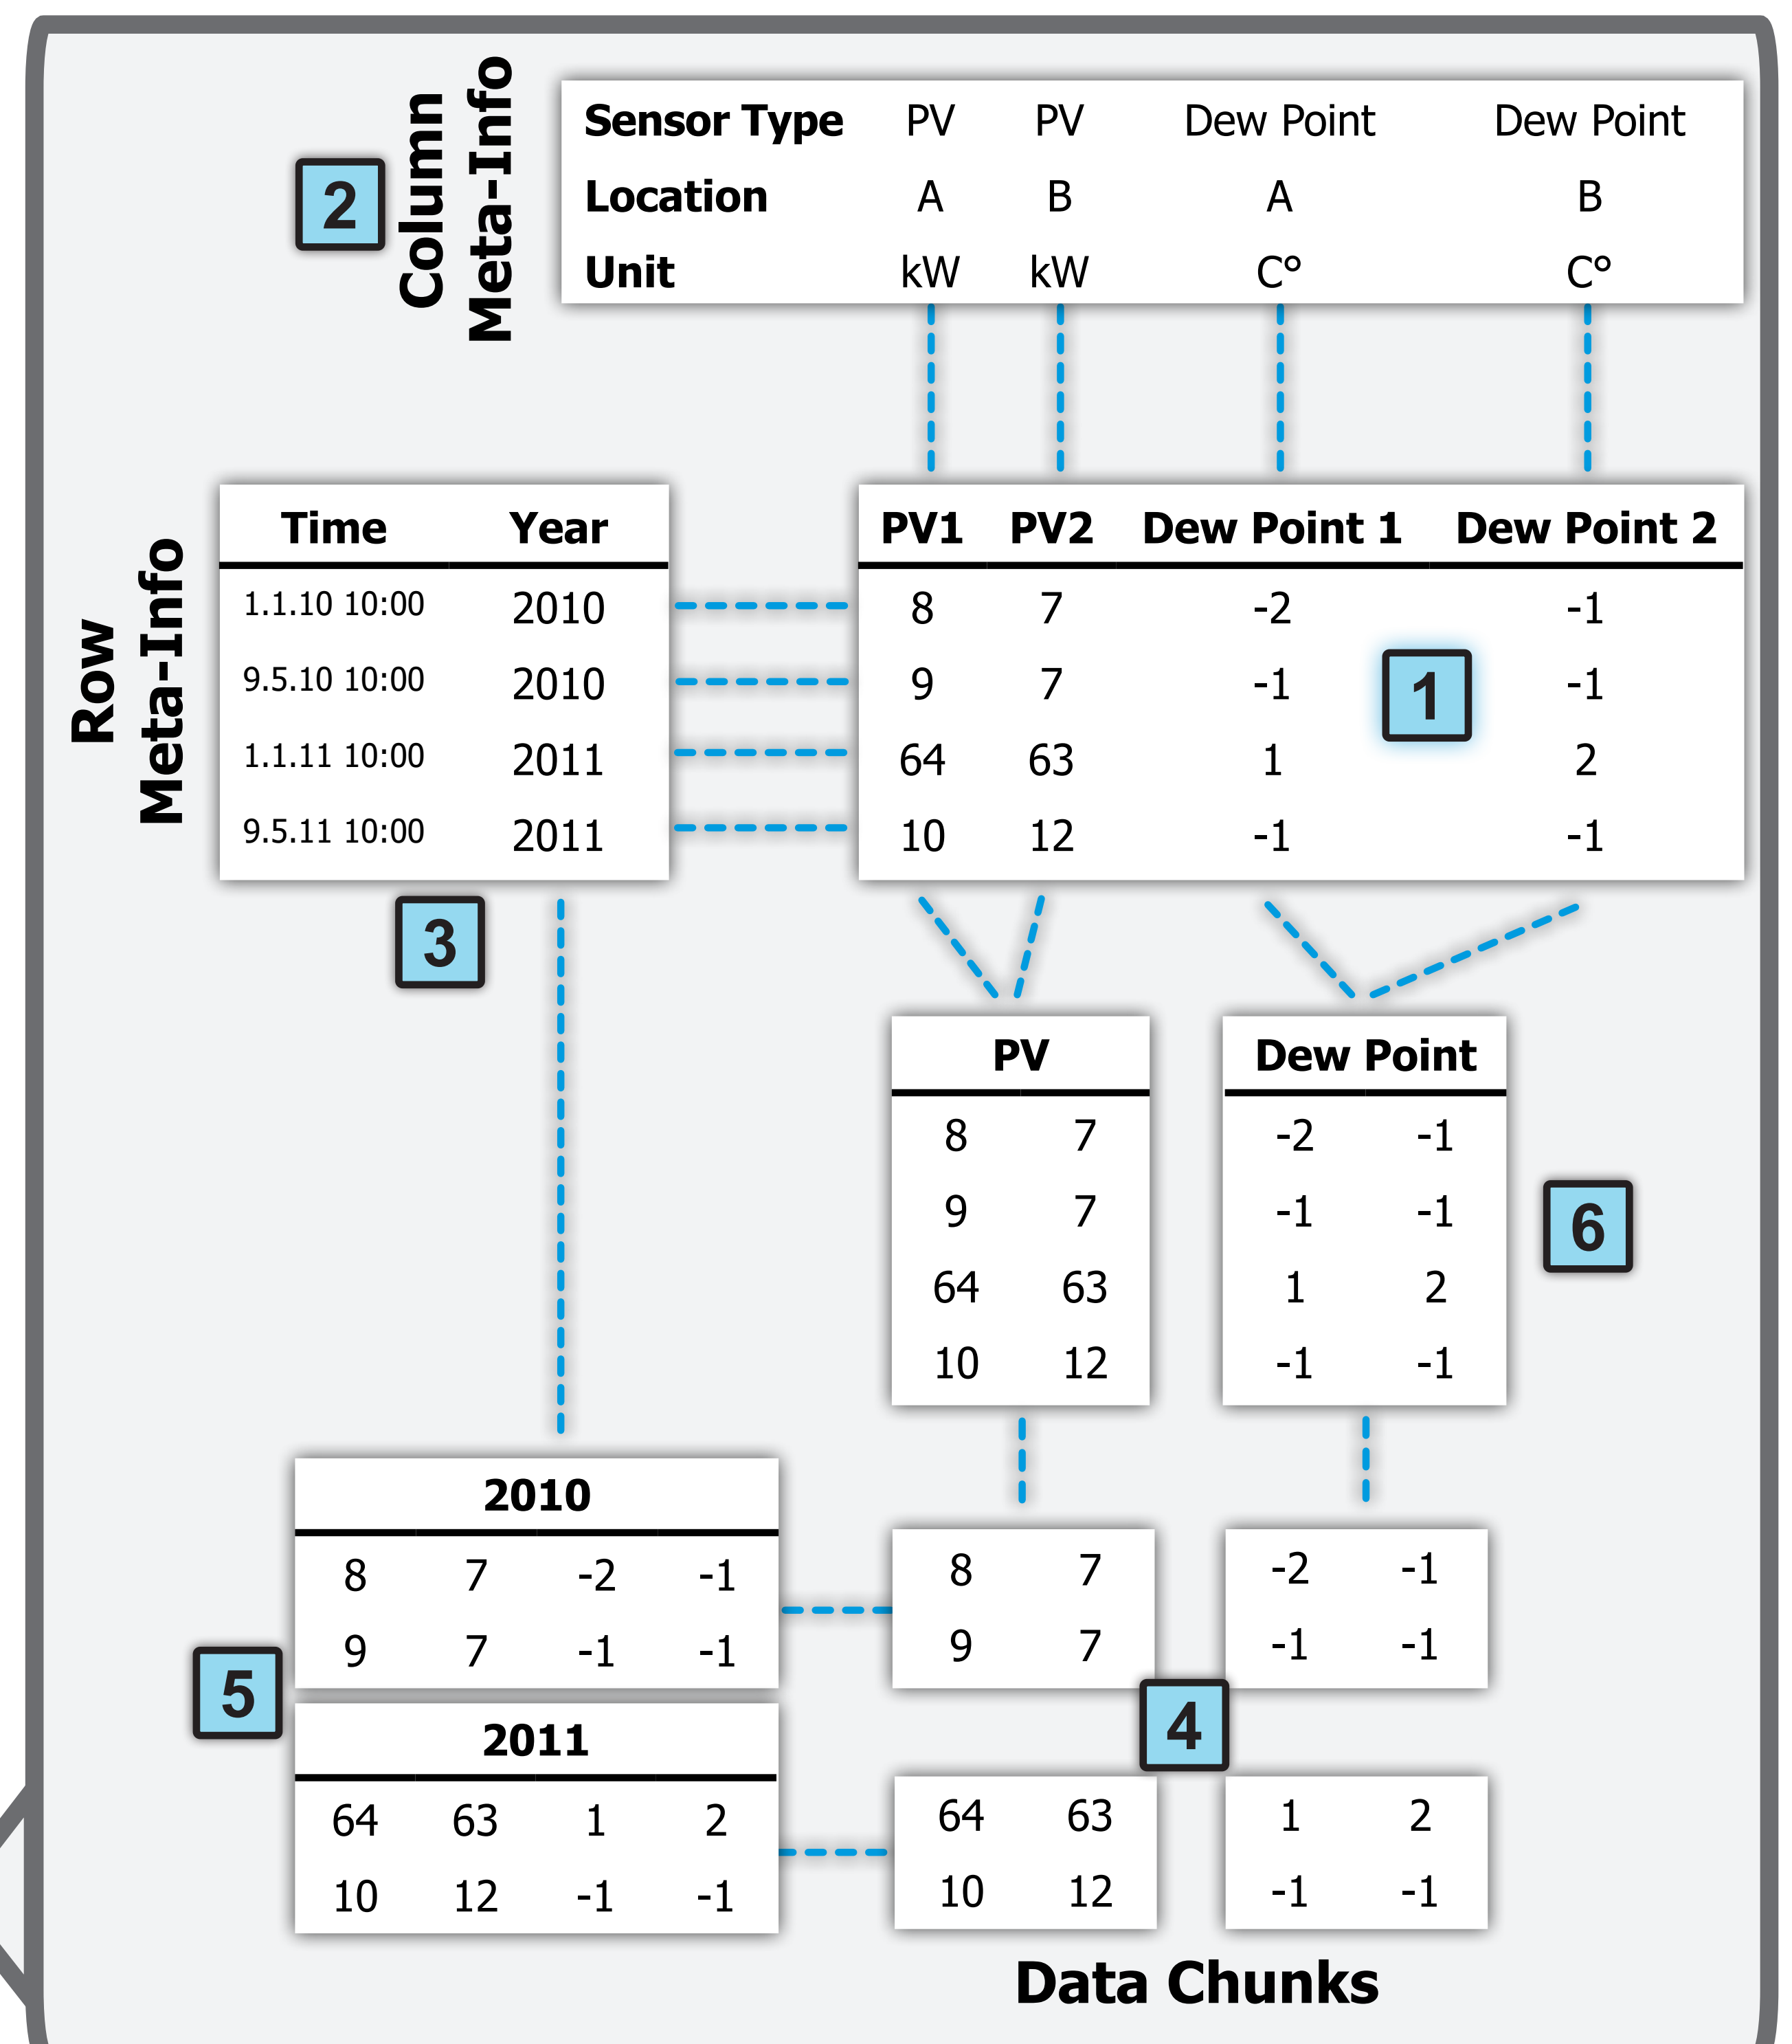 2
Column
Meta-Info
Sensor Type PV PV Dew Point Dew Point
Location A B A B
Unit kW kW C° C°
Row
Meta-Info
Time Year
1.1.10 10:00 2010
9.5.10 10:00 2010
1.1.11 10:00 2011
9.5.11 10:00 2011
3
PV1 PV2 Dew Point 1 Dew Point 2
8 7 -2 -1
9 7 -1 -1
64 63 1 2
10 12 -1 -1
1
PV
8 7
9 7
64 63
10 12
Dew Point
-2 -1
-1 -1
1 2
-1 -1
6
2010
8 7 -2 -1
9 7 -1 -1
5
2011
64 63 1 2
10 12 -1 -1
8 7
9 7
-2 -1
-1 -1
4
64 63
10 12
1 2
-1 -1
Data Chunks